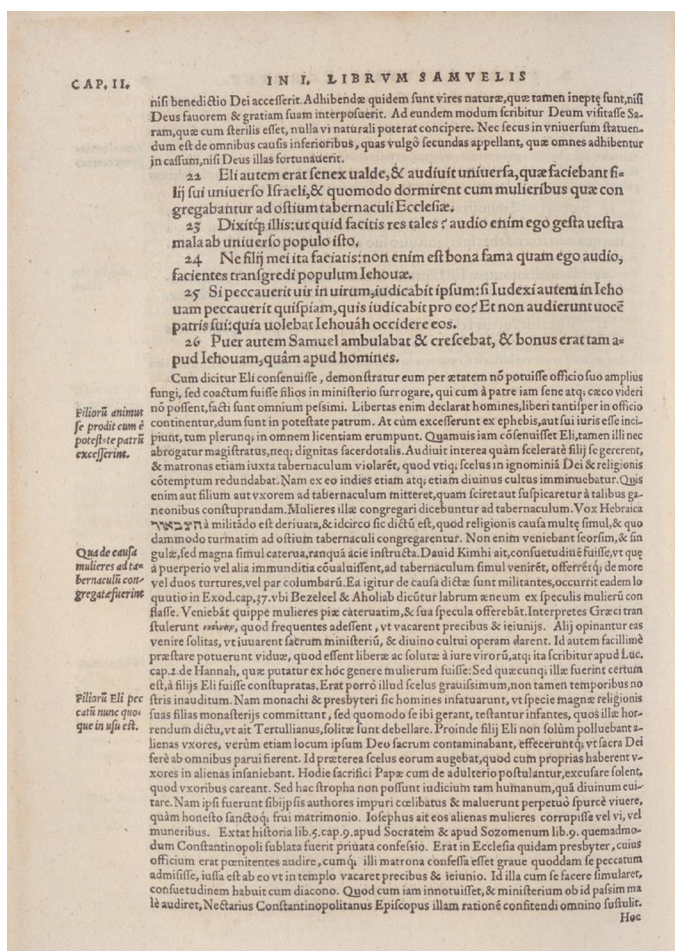 CAP. II.
IN I. LIBRVM SAMVELIS
nisi benedictio Dei accesserit. Adhibendæ quidem sunt vires naturæ, quæ tamen ineptę sunt, nisi
Deus fauorem & gratiam suam interposuerit. Ad eundem modum scribitur Deum visitasse Sa-
ram, quæ cum sterilis esset, nulla vi naturali poterat concipere. Nec secus in vniuersum statuen-
dum est de omnibus causis inferioribus, quas vulgò secundas appellant, quæ omnes adhibentur
in cassum, nisi Deus illas fortunauerit.
22 Eli autem erat senex ualde, & audiuit uniuersa, quæ faciebant fi-
lij sui uniuerso Israeli, & quomodo dormirent cum mulieribus quæ con
gregabantur ad ostium tabernaculi Ecclesiæ.
23 Dixitq́; illis: ut quid facitis res tales? audio enim ego gesta uestra
mala ab uniuerso populo isto.
24 Ne filij mei ita faciatis: non enim est bona fama quam ego audio,
facientes transgredi populum Iehouæ.
25 Si peccauerit uir in uirum, iudicabit ipsum: si Iudex autem in Ieho
uam peccauerit quispiam, quis iudicabit pro eo? Et non audierunt uocē
patris sui: quia uolebat Iehouáh occidere eos.
26 Puer autem Samuel ambulabat & crescebat, & bonus erat tam a-
pud Iehouam, quàm apud homines.
Cum dicitur Eli consenuisse, demonstratur eum per ætatem nō potuisse officio suo amplius
fungi, sed coactum fuisse filios in ministerio surrogare, qui cum à patre iam sene atq; cæco videri
nō possent, facti sunt omnium pessimi. Libertas enim declarat homines, liberi tantisper in officio
continentur, dum sunt in potestate patrum. At cùm excesserunt ex ephebis, aut sui iuris esse inci-
piunt, tum plerunq; in omnem licentiam erumpunt. Quamuis iam cōsenuisset Eli, tamen illi nec
abrogatur magistratus, neq; dignitas sacerdotalis. Audiuit interea quàm sceleratè filij se gererent,
& matronas etiam iuxta tabernaculum violarēt, quod vtiq; scelus in ignominiā Dei & religionis
cōtemptum redundabat. Nam ex eo indies etiam atq; etiam diuinus cultus imminuebatur. Quis
enim aut filium aut vxorem ad tabernaculum mitteret, quam sciret aut suspicaretur à talibus ga-
neonibus constuprandam. Mulieres illæ congregari dicebuntur ad tabernaculum. Vox Hebraica
à militādo est deriuata, & idcirco sic dictū est, quod religionis causa multę simul, & quo
dammodo turmatim ad ostium tabernaculi congregarentur. Non enim veniebant seorsim, & sin
gulæ, sed magna simul caterua, tanquā acie instructa. Dauid Kimhi ait, consuetudinē fuisse, vt quę
à puerperio vel alia immunditia cōualuissent, ad tabernaculum simul venirēt, offerrētq; de more
vel duos turtures, vel par columbarū. Ea igitur de causa dictæ sunt militantes, occurrit eadem lo
quutio in Exod. cap. 37. vbi Bezeleel & Aholiab dicūtur labrum æneum ex speculis mulierū con
flasse. Veniebāt quippe mulieres piæ cateruatim, & sua specula offerebāt. Interpretes Græci tran
stulerunt quod frequentes adessent, vt vacarent precibus & ieiunijs. Alij opinantur eas
venire solitas, vt iuuarent sacrum ministeriū, & diuino cultui operam darent. Id autem facillimè
præstare potuerunt viduæ, quod essent liberæ ac solutæ à iure virorū, atq; ita scribitur apud Luc.
cap. 2. de Hannah, quæ putatur ex hoc genere mulierum fuisse: Sed quæcunq; illæ fuerint certum
est, à filijs Eli fuisse constupratas. Erat porrò illud scelus grauissimum, non tamen temporibus no
stris inauditum. Nam monachi & presbyteri sic homines infatuarunt, vt specie magnæ religionis
suas filias monasterijs committant, sed quomodo se ibi gerant, testantur infantes, quos illæ hor-
rendum dictu, vt ait Tertullianus, solitæ sunt debellare. Proinde filij Eli non solùm polluebant a-
lienas vxores, verùm etiam locum ipsum Deo sacrum contaminabant, effeceruntq; vt sacra Dei
ferè ab omnibus parui fierent. Id præterea scelus eorum augebat, quod cum proprias haberent v-
xores in alienas insaniebant. Hodie sacrifici Papæ cum de adulterio postulantur, excusare solent,
quod vxoribus careant. Sed hac stropha non possunt iudicium tam humanum, quā diuinum eui-
tare. Nam ipsi fuerunt sibijpsis authores impuri cœlibatus & maluerunt perpetuò spurcè viuere,
quàm honesto sanctoq; frui matrimonio. Iosephus ait eos alienas mulieres corrupisse vel vi, vel
muneribus. Extat historia lib. 5. cap. 9. apud Socratem & apud Sozomenum lib. 9. quemadmo-
dum Constantinopoli sublata fuerit priuata confessio. Erat in Ecclesia quidam presbyter, cuius
officium erat pœnitentes audire, cumq; illi matrona confessa esset graue quoddam se peccatum
admisisse, iussa est ab eo vt in templo vacaret precibus & ieiunio. Id illa cum se facere simularet,
consuetudinem habuit cum diacono. Quod cum iam innotuisset, & ministerium ob id passim ma
lè audiret, Nectarius Constantinopolitanus Episcopus illam rationē confitendi omnino sustulit.
Hoc
Filiorū animus
se prodit cum è
potestate patrū
excesserint.
Qua de causa
mulieres ad ta-
bernaculū con-
gregatæ fuerint
Filiorū Eli pec
catū nunc quo-
que in usu est.